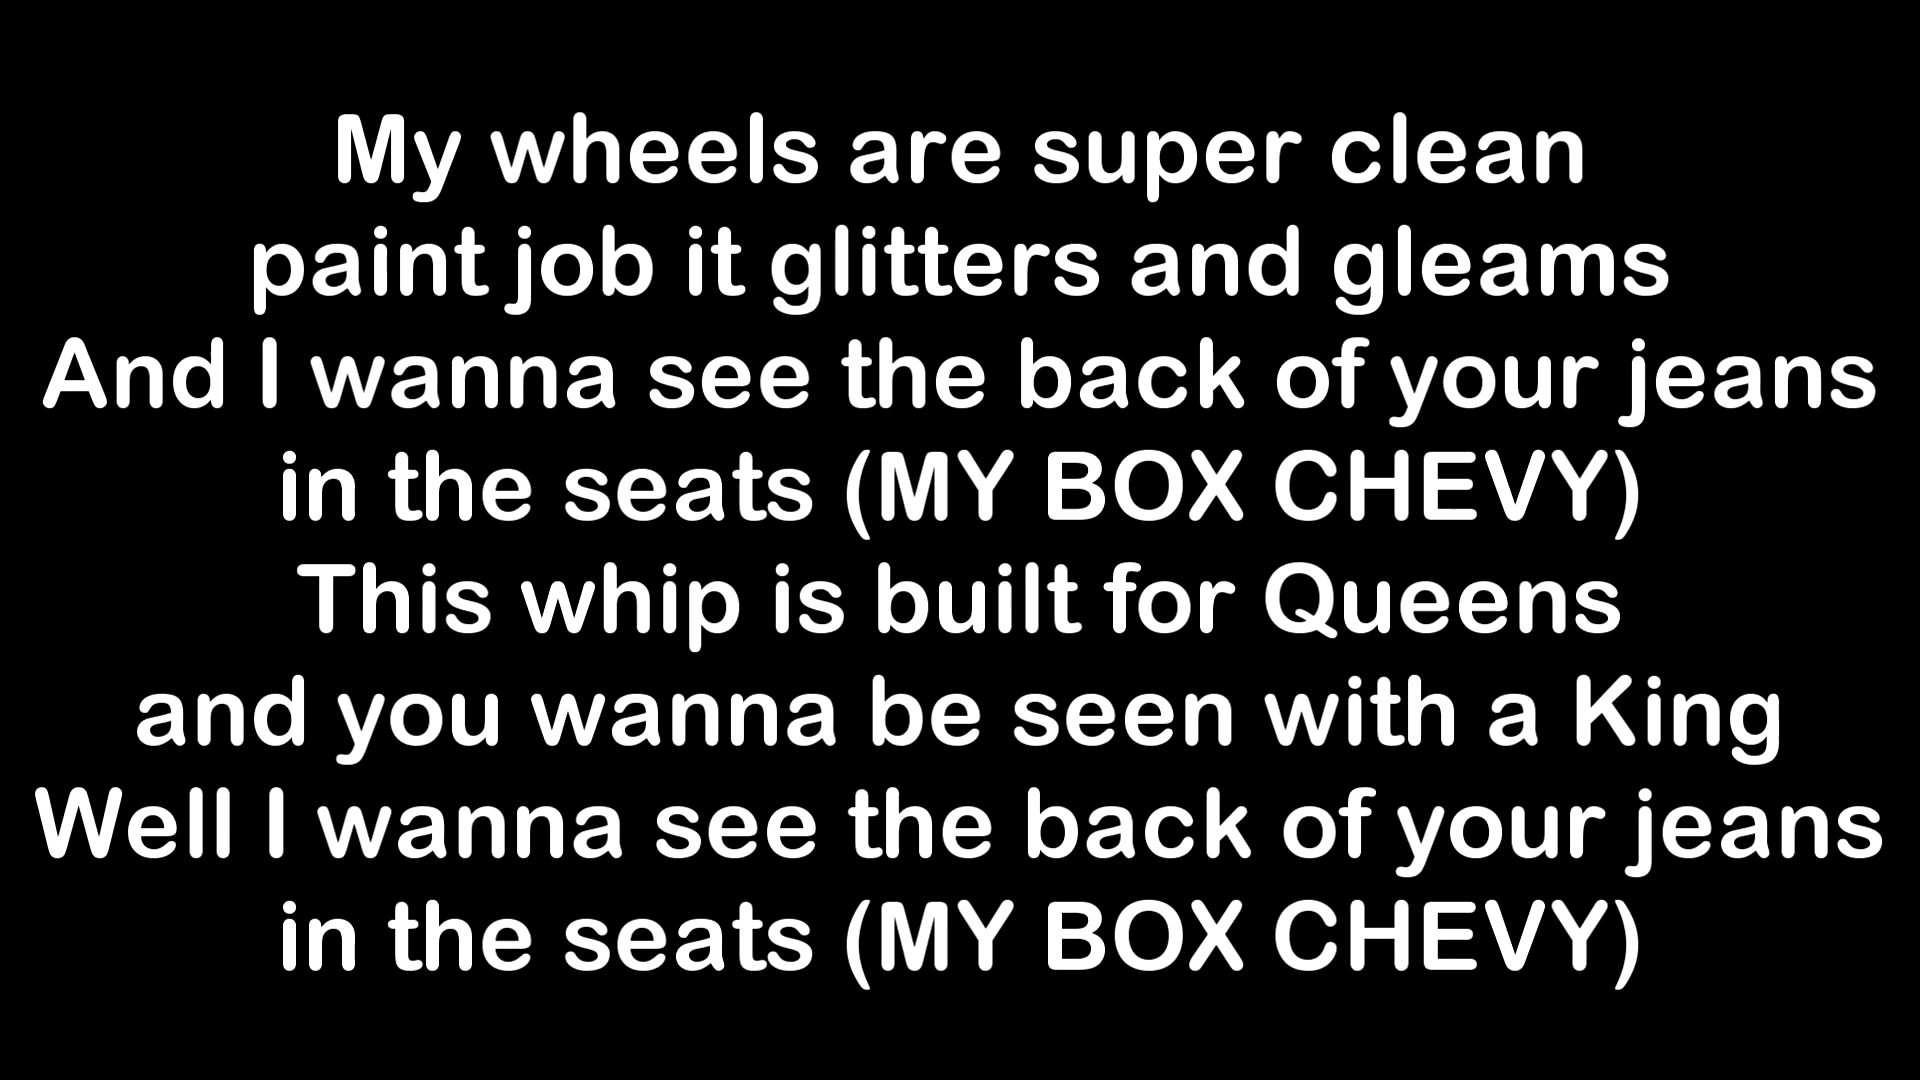 My wheels are super clean
paint job it glitters and gleams
And I wanna see the back of your jeans
in the seats (MY BOX CHEVY)
This whip is built for Queens
and you wanna be seen with a King
Well I wanna see the back of your jeans
in the seats (MY BOX CHEVY)